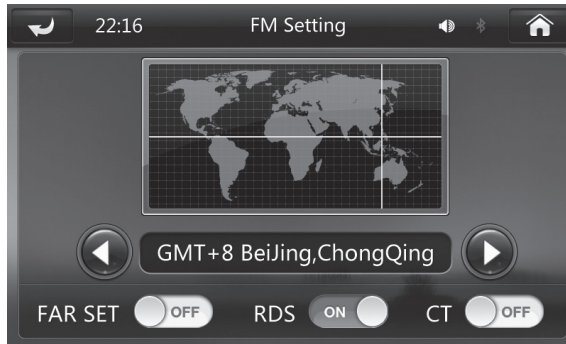 22:16 FM Setting
GMT+8 BeiJing,ChongQing
FAR SET OFF RDS ON CT OFF